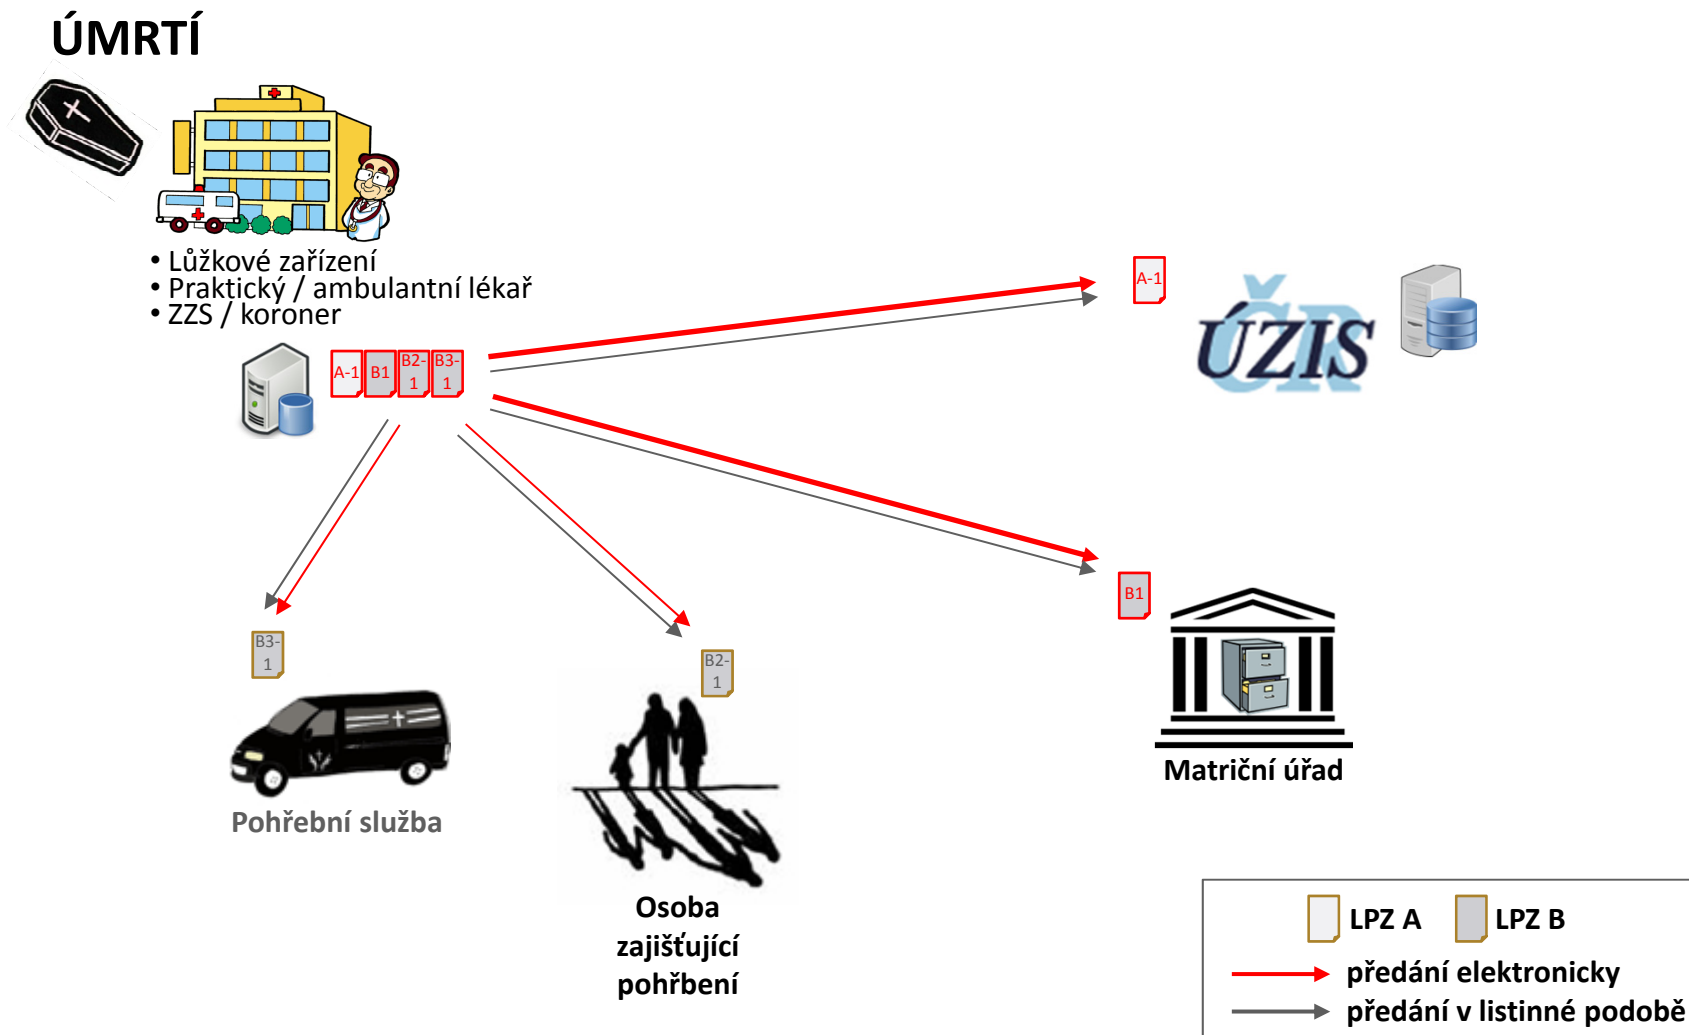 ÚMRTÍ
• Lůžkové zařízení
• Praktický / ambulantní lékař
• ZZS / koroner
A-1
B1
B2-
1
B3-
1
A-1
ÚZIS
ČR
B1
Matriční úřad
B3-
1
Pohřební služba
B2-
1
Osoba
zajišťující
pohřbení
LPZ A
LPZ B
předání elektronicky
předání v listinné podobě